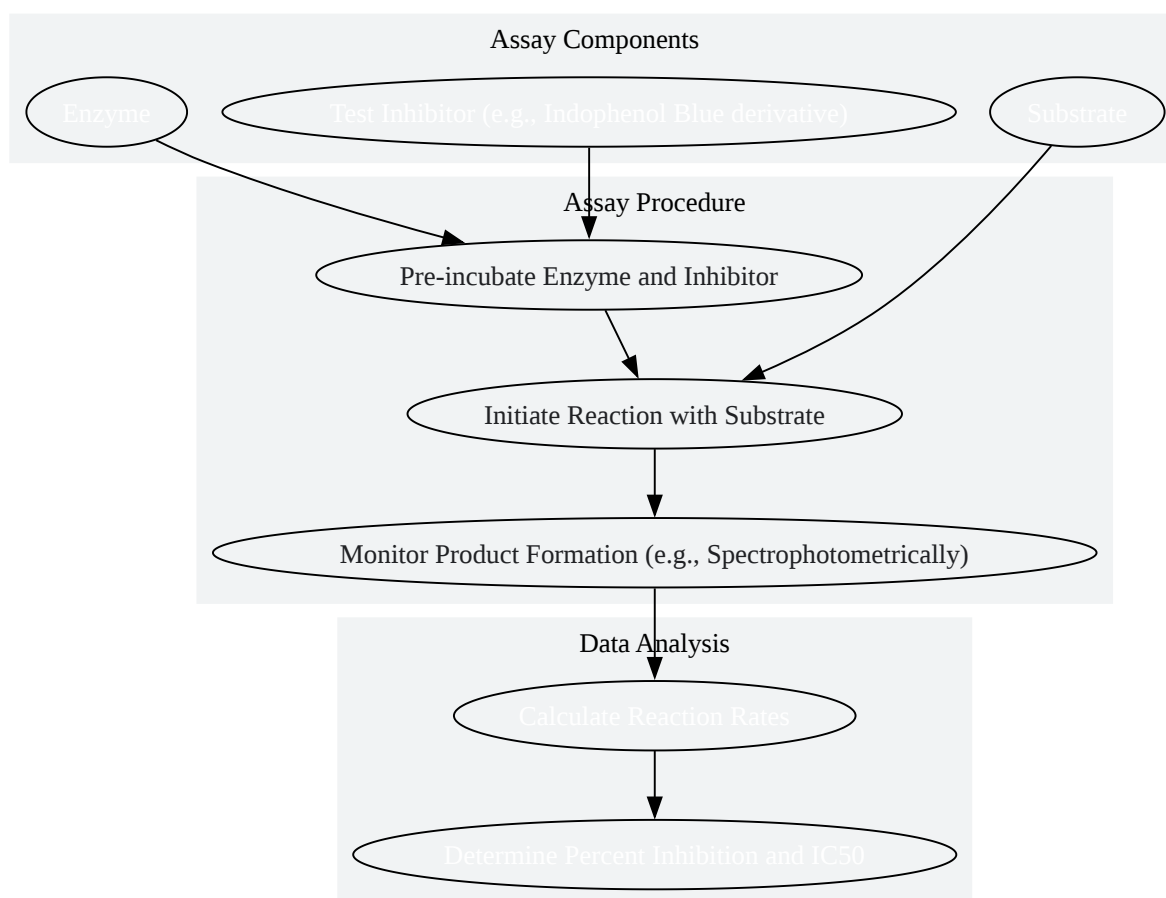 Assay Components
Enzyme
Test Inhibitor (e.g., Indophenol Blue derivative)
Substrate
Assay Procedure
Pre-incubate Enzyme and Inhibitor
Initiate Reaction with Substrate
Monitor Product Formation (e.g., Spectrophotometrically)
Data Analysis
Calculate Reaction Rates
Determine Percent Inhibition and IC50